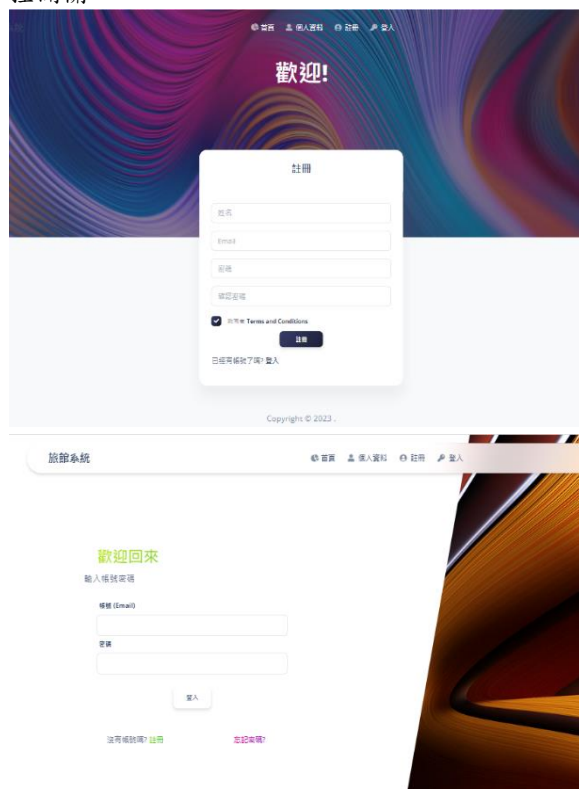 首頁 個人資料 註冊 登入
歡迎!
註冊
姓名
Email
密碼
確認密碼
我同意 Terms and Conditions
註冊
已經有帳號了嗎? 登入
Copyright © 2023 .
旅館系統 首頁 個人資料 註冊 登入
歡迎回來
輸入帳號密碼
帳號 (Email)
密碼
登入
沒有帳號嗎? 註冊 忘記密碼?